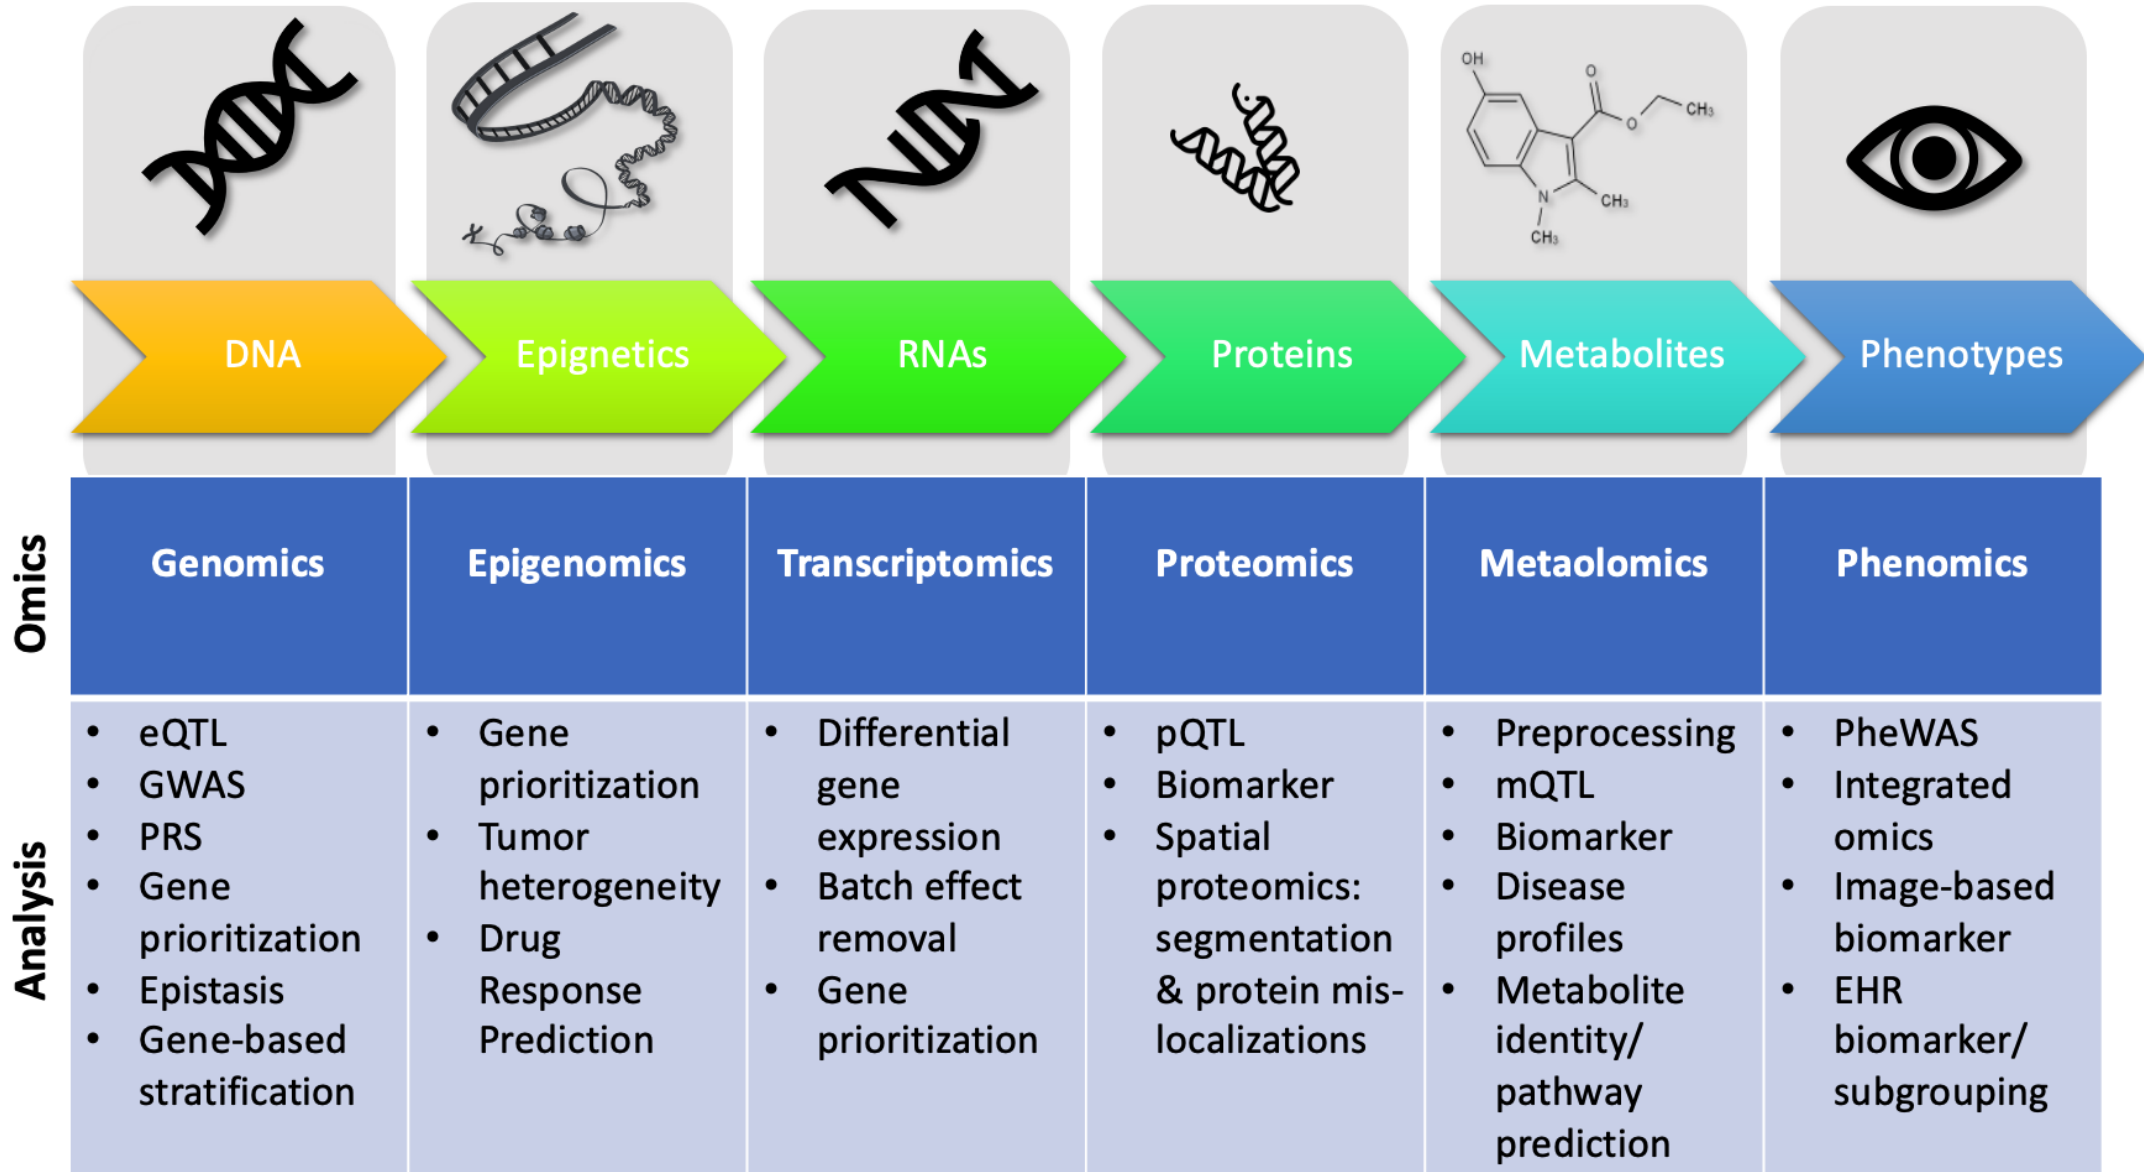 OH
O
O
CH₃
N
CH₃
CH₃
DNA
Epignetics
RNAs
Proteins
Metabolites
Phenotypes
Omics
Genomics
Epigenomics
Transcriptomics
Proteomics
Metaolomics
Phenomics
Analysis
• eQTL
• GWAS
• PRS
• Gene
prioritization
• Epistasis
• Gene-based
stratification
• Gene
prioritization
• Tumor
heterogeneity
• Drug
Response
Prediction
• Differential
gene
expression
• Batch effect
removal
• Gene
prioritization
• pQTL
• Biomarker
• Spatial
proteomics:
segmentation
& protein mis-
localizations
• Preprocessing
• mQTL
• Biomarker
• Disease
profiles
• Metabolite
identity/
pathway
prediction
• PheWAS
• Integrated
omics
• Image-based
biomarker
• EHR
biomarker/
subgrouping